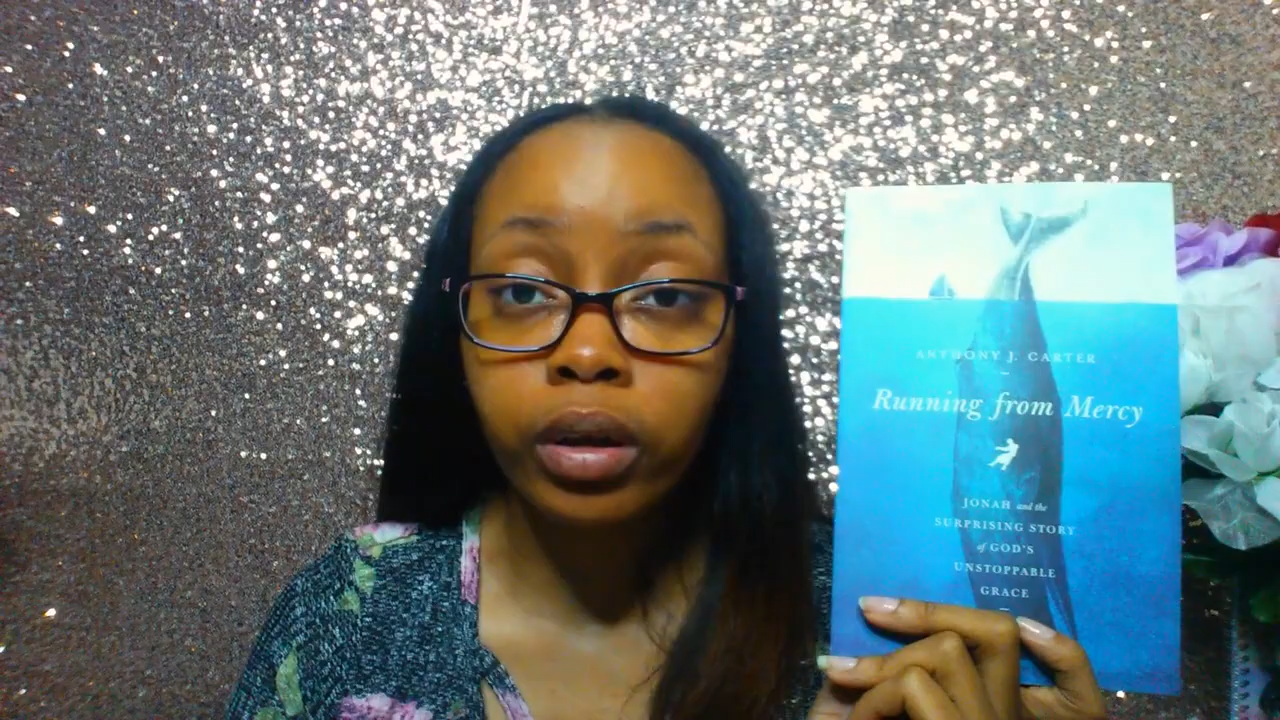 ANTHONY J. CARTER
Running from Mercy
JONAH and the
SURPRISING STORY
of GOD'S
UNSTOPPABLE
GRACE